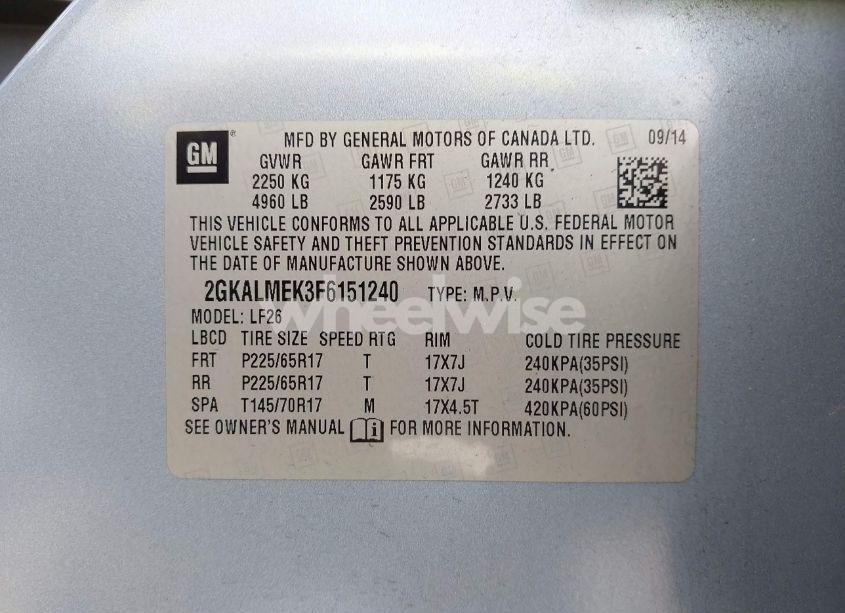 GM ®
MFD BY GENERAL MOTORS OF CANADA LTD. 09/14
GVWR GAWR FRT GAWR RR
2250 KG 1175 KG 1240 KG
4960 LB 2590 LB 2733 LB
THIS VEHICLE CONFORMS TO ALL APPLICABLE U.S. FEDERAL MOTOR
VEHICLE SAFETY AND THEFT PREVENTION STANDARDS IN EFFECT ON
THE DATE OF MANUFACTURE SHOWN ABOVE.
2GKALMEK3F6151240 TYPE: M.P.V.
wheelwise
MODEL: LF26
LBCD TIRE SIZE SPEED RTG RIM COLD TIRE PRESSURE
FRT P225/65R17 T 17X7J 240KPA(35PSI)
RR P225/65R17 T 17X7J 240KPA(35PSI)
SPA T145/70R17 M 17X4.5T 420KPA(60PSI)
SEE OWNER'S MANUAL i FOR MORE INFORMATION.